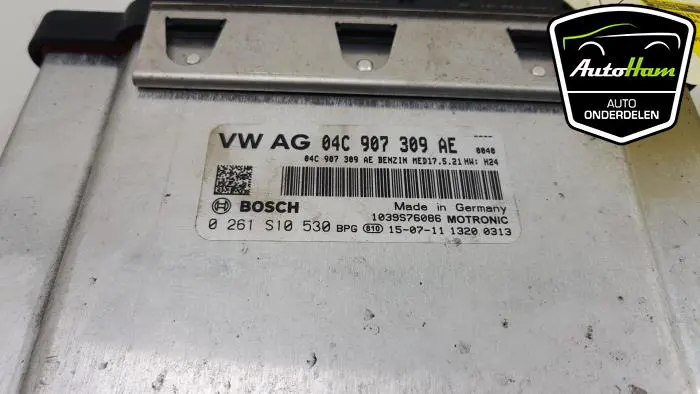 AutoHam
AUTO
ONDERDELEN
VW AG 04C 907 309 AE ----
0040
04C 907 309 AE BENZIN MED17.5.21 HW: H24
BOSCH
Made in Germany
1039S76086 MOTRONIC
0 261 S10 530 BPG 610 15-07-11 1320 0313